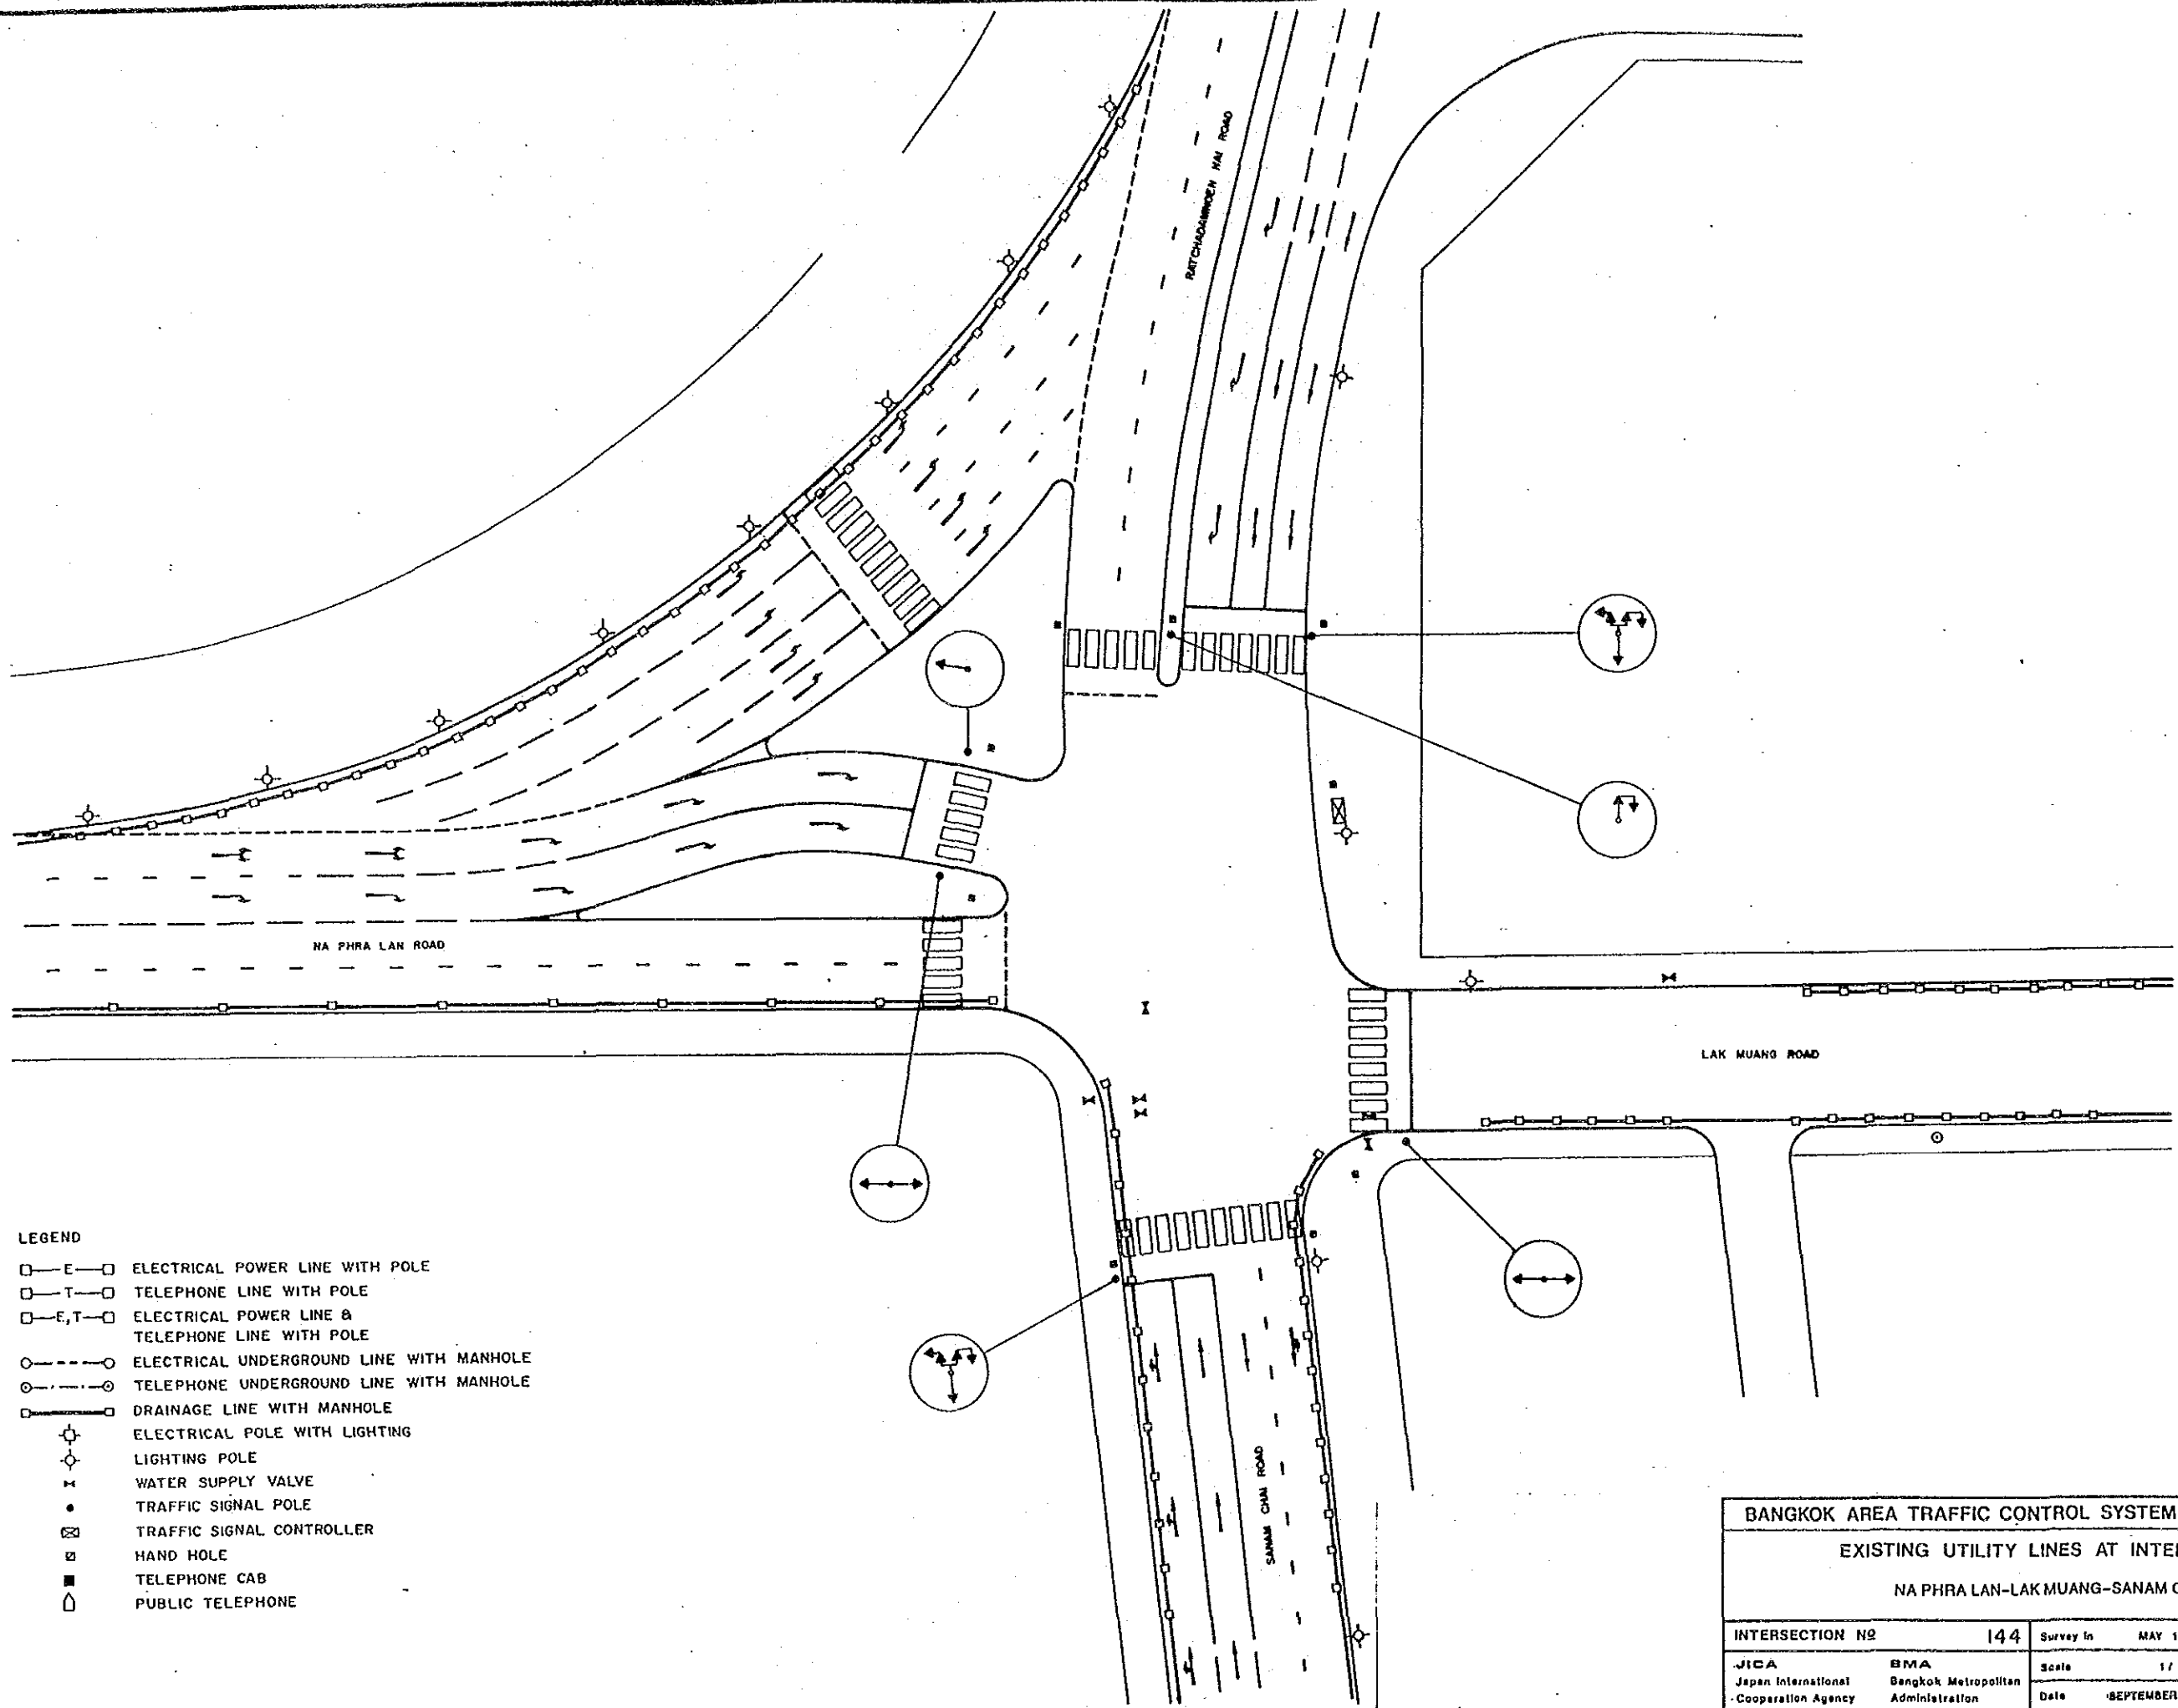 RATCHADAMNOEN NAI ROAD
NA PHRA LAN ROAD
LAK MUANG ROAD
SANAM CHAI ROAD
LEGEND
E ELECTRICAL POWER LINE WITH POLE
T TELEPHONE LINE WITH POLE
E,T ELECTRICAL POWER LINE &
TELEPHONE LINE WITH POLE
ELECTRICAL UNDERGROUND LINE WITH MANHOLE
TELEPHONE UNDERGROUND LINE WITH MANHOLE
DRAINAGE LINE WITH MANHOLE
ELECTRICAL POLE WITH LIGHTING
LIGHTING POLE
WATER SUPPLY VALVE
TRAFFIC SIGNAL POLE
TRAFFIC SIGNAL CONTROLLER
HAND HOLE
TELEPHONE CAB
PUBLIC TELEPHONE
BANGKOK AREA TRAFFIC CONTROL SYSTEM
EXISTING UTILITY LINES AT
NA PHRA LAN-LAK MUANG-SANAM
INTERSECTION NO 144
Survey In MAY
JICA
Japan International
Cooperation Agency
BMA
Bangkok Metropolitan
Administration
Scale 1/
Date SEPTEMBER